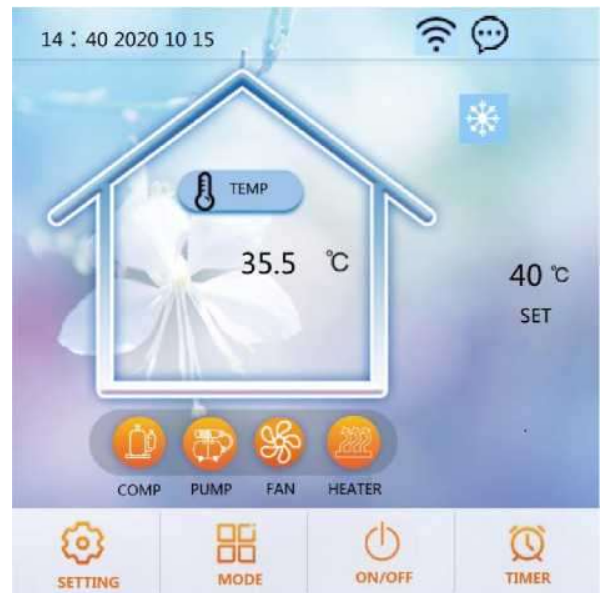 14：40 2020 10 15
TEMP
35.5 ℃
40 ℃
SET
COMP PUMP FAN HEATER
SETTING MODE ON/OFF TIMER